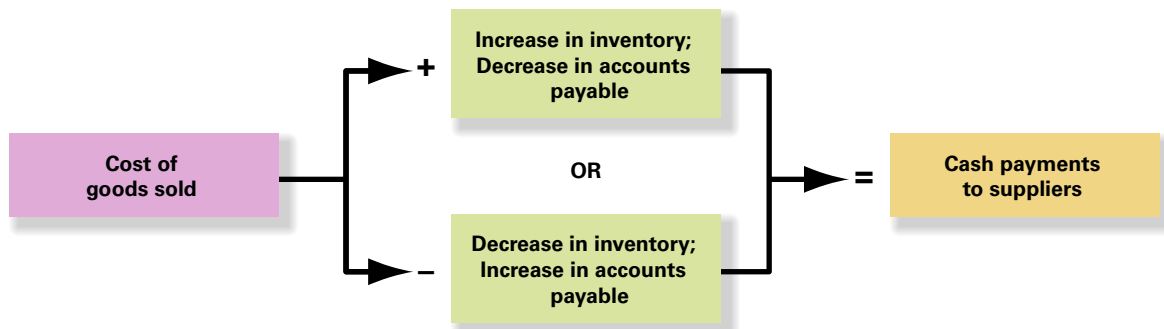 Cost of
goods sold
+
Increase in inventory;
Decrease in accounts
payable
OR
–
Decrease in inventory;
Increase in accounts
payable
=
Cash payments
to suppliers